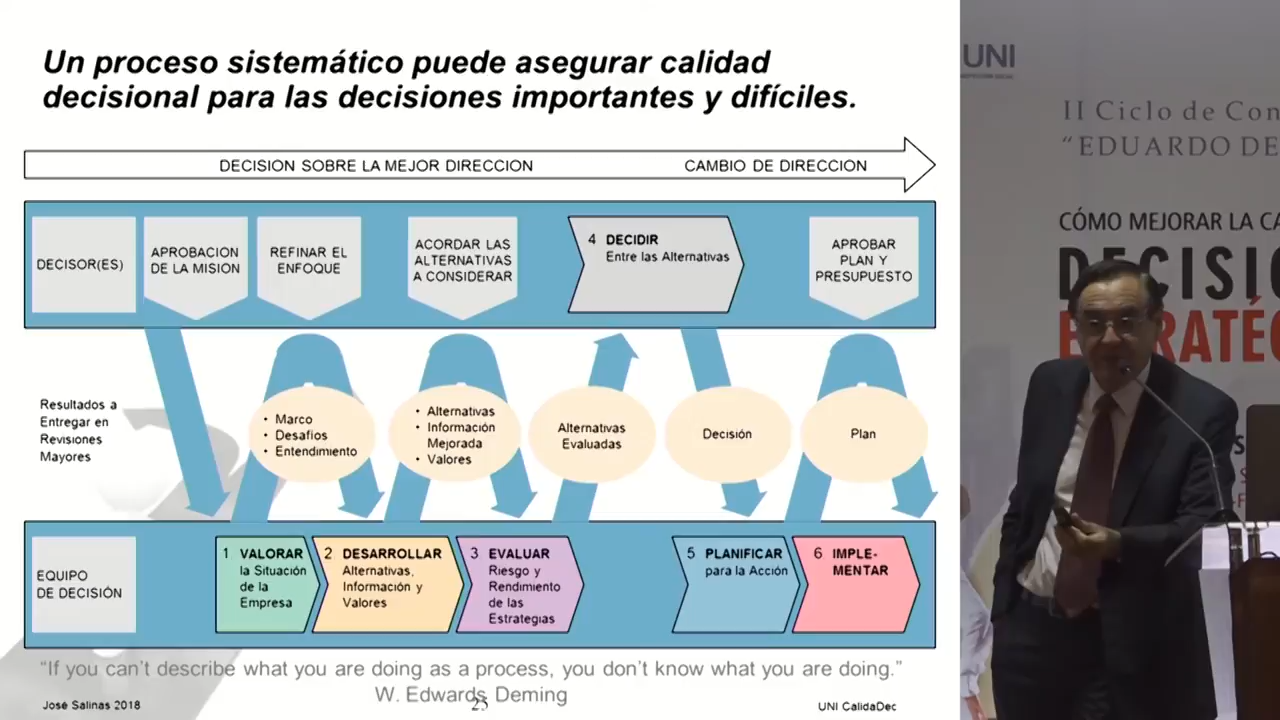 Un proceso sistemático puede asegurar calidad
decisional para las decisiones importantes y difíciles.
DECISION SOBRE LA MEJOR DIRECCION
CAMBIO DE DIRECCION
DECISOR(ES)
APROBACION
DE LA MISION
REFINAR EL
ENFOQUE
ACORDAR LAS
ALTERNATIVAS
A CONSIDERAR
4 DECIDIR
Entre las Alternativas
APROBAR
PLAN Y
PRESUPUESTO
Resultados a
Entregar en
Revisiones
Mayores
• Marco
• Desafíos
• Entendimiento
• Alternativas
• Información
Mejorada
• Valores
Alternativas
Evaluadas
Decisión
Plan
EQUIPO
DE DECISIÓN
1 VALORAR
la Situación
de la
Empresa
2 DESARROLLAR
Alternativas,
Información y
Valores
3 EVALUAR
Riesgo y
Rendimiento
de las
Estrategias
5 PLANIFICAR
para la Acción
6 IMPLE-
MENTAR
"If you can't describe what you are doing as a process, you don't know what you are doing."
W. Edwards Deming
José Salinas 2018
25
UNI CalidaDec
UNI
II Ciclo de Con
"EDUARDO DE
CÓMO MEJORAR LA CA
DECISIO
E RATÉG